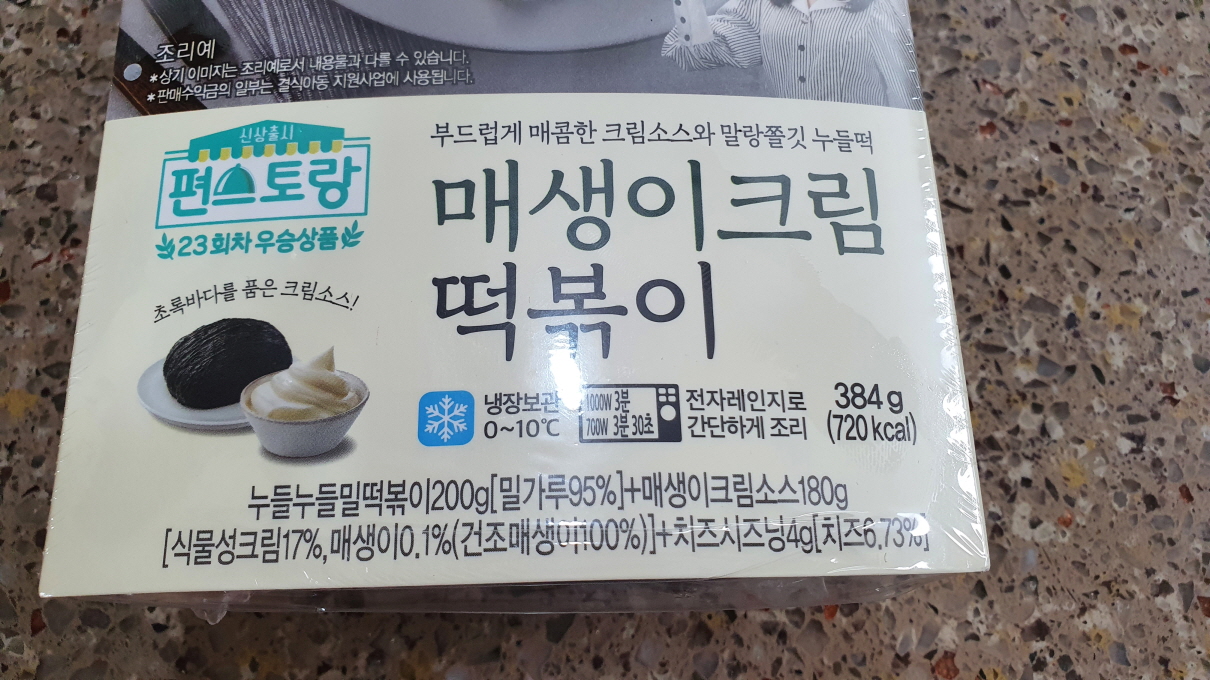 조리예
*상기 이미지는 조리예로서 내용물과 다를 수 있습니다.
*판매수익금의 일부는 결식아동 지원사업에 사용됩니다.
신상출시
편스토랑
23회차 우승상품
초록바다를 품은 크림소스!
부드럽게 매콤한 크림소스와 말랑쫄깃 누들떡
매생이크림
떡볶이
냉장보관
0~10℃
1000W 3분
700W 3분 30초
전자레인지로
간단하게 조리
384 g
(720 kcal)
누들누들밀떡볶이200g[밀가루95%]+매생이크림소스180g
[식물성크림17%,매생이0.1%(건조매생이100%)]+치즈시즈닝4g[치즈6.73%]